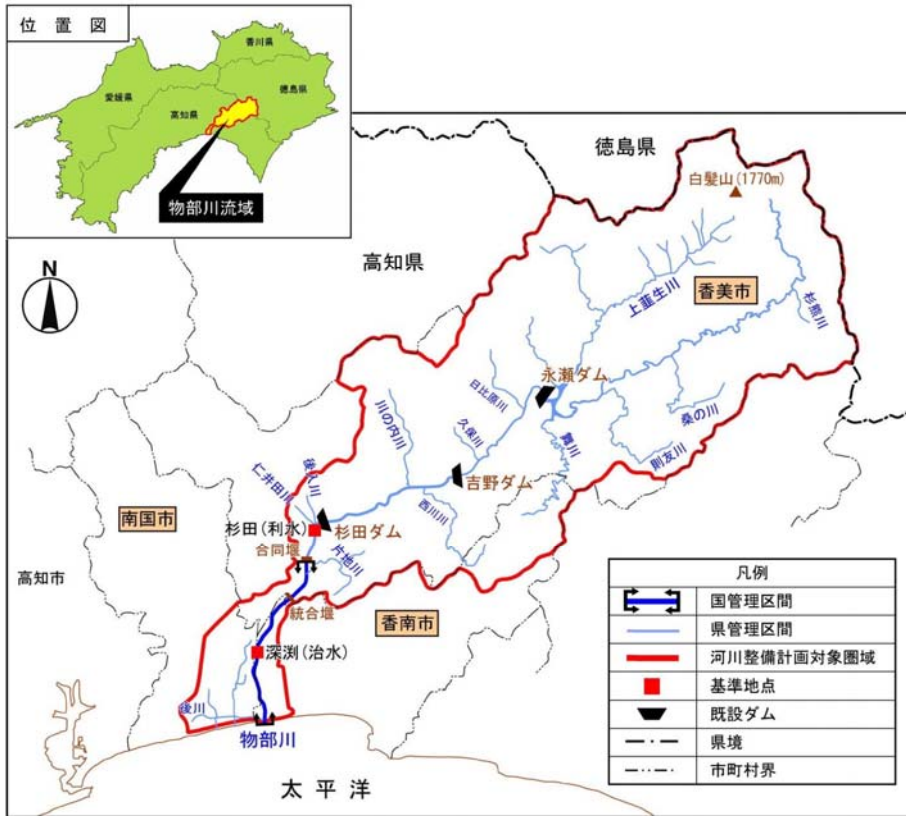 位置図
香川県
愛媛県
徳島県
高知県
物部川流域
徳島県
白髪山(1770m)
高知県
N
香美市
上韮生川
杉熊川
永瀬ダム
日比原川
川の内川
久保川
桑の川
舞川
則友川
吉野ダム
後入川
仁井田川
西川川
南国市
杉田(利水)
杉田ダム
合同堰
片地川
高知市
統合堰
香南市
深渕(治水)
後川
物部川
太平洋
凡例
国管理区間
県管理区間
河川整備計画対象圏域
基準地点
既設ダム
県境
市町村界